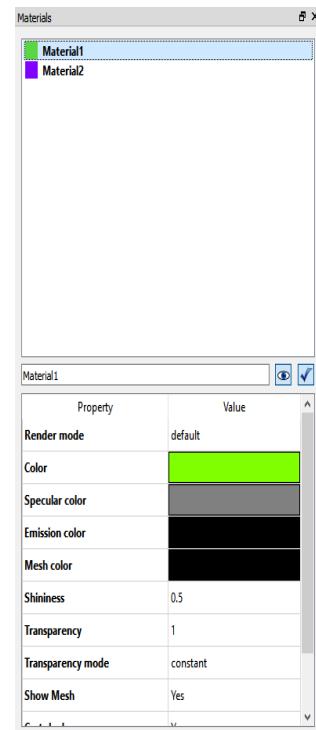 Materials
Material1
Material2
Material1
Property Value
Render mode default
Color
Specular color
Emission color
Mesh color
Shininess 0.5
Transparency 1
Transparency mode constant
Show Mesh Yes